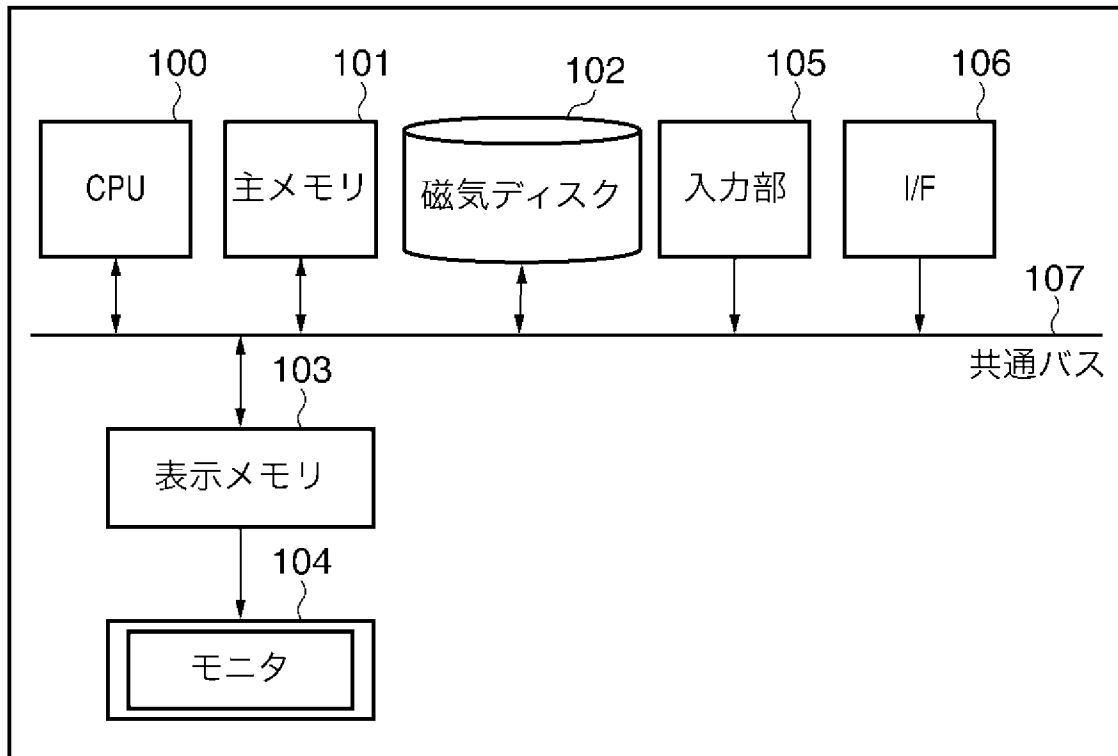 100
101
102
105
106
CPU
主メモリ
磁気ディスク
入力部
I/F
107
共通バス
103
表示メモリ
104
モニタ